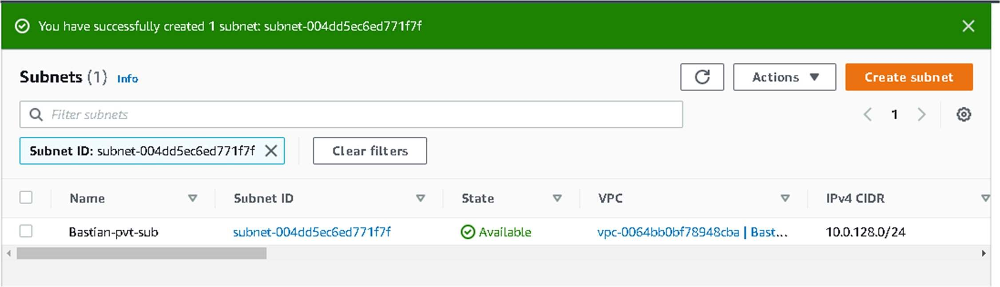 You have successfully created 1 subnet: subnet-004dd5ec6ed771f7f
Subnets (1) Info
Actions
Create subnet
Filter subnets
1
Subnet ID: subnet-004dd5ec6ed771f7f
Clear filters
Name Subnet ID State VPC IPv4 CIDR
Bastian-pvt-sub subnet-004dd5ec6ed771f7f Available vpc-0064bb0bf78948cba | Bast... 10.0.128.0/24